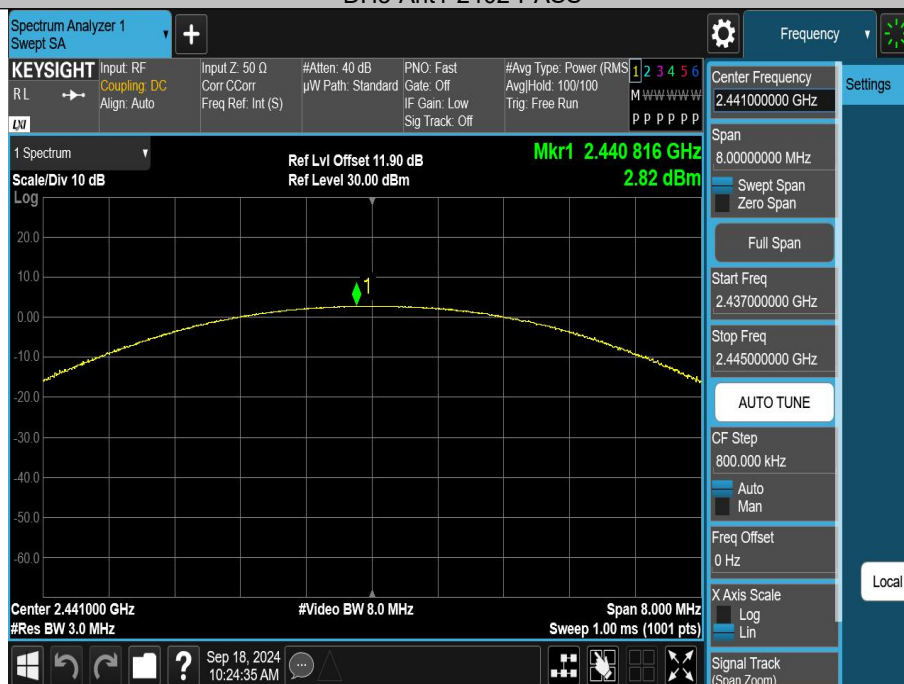 Spectrum Analyzer 1
Swept SA
Frequency
KEYSIGHT
RL
LXI
Input: RF
Coupling: DC
Align: Auto
Input Z: 50 Ω
Corr CCorr
Freq Ref: Int (S)
#Atten: 40 dB
µW Path: Standard
PNO: Fast
Gate: Off
IF Gain: Low
Sig Track: Off
#Avg Type: Power (RMS
Avg|Hold: 100/100
Trig: Free Run
1 2 3 4 5 6
M W W W W W
P P P P P P
1 Spectrum
Scale/Div 10 dB
Log
Ref Lvl Offset 11.90 dB
Ref Level 30.00 dBm
Mkr1 2.440 816 GHz
2.82 dBm
1
20.0
10.0
0.00
-10.0
-20.0
-30.0
-40.0
-50.0
-60.0
Center 2.441000 GHz
#Res BW 3.0 MHz
#Video BW 8.0 MHz
Span 8.000 MHz
Sweep 1.00 ms (1001 pts)
Sep 18, 2024
10:24:35 AM
Center Frequency
2.441000000 GHz
Span
8.00000000 MHz
Swept Span
Zero Span
Full Span
Start Freq
2.437000000 GHz
Stop Freq
2.445000000 GHz
AUTO TUNE
CF Step
800.000 kHz
Auto
Man
Freq Offset
0 Hz
X Axis Scale
Log
Lin
Signal Track
(Span Zoom)
Settings
Local